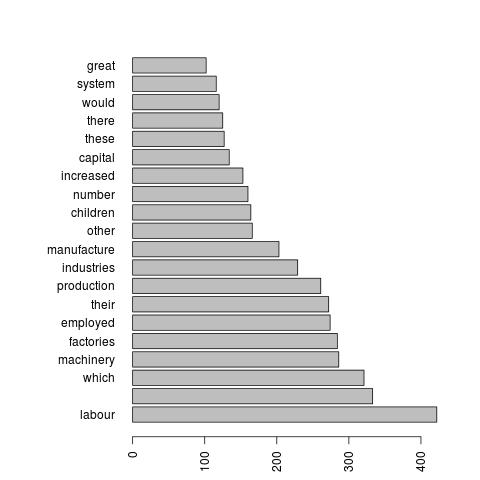 great
system
would
there
these
capital
increased
number
children
other
manufacture
industries
production
their
employed
factories
machinery
which
labour
0
100
200
300
400